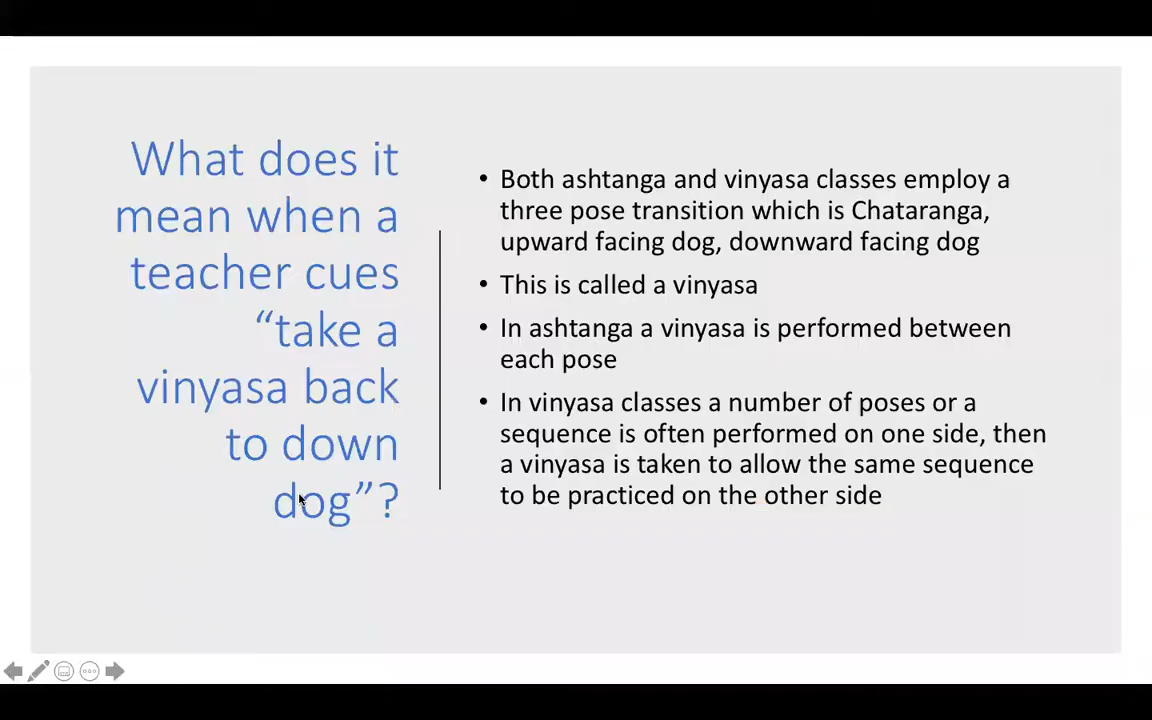 What does it
mean when a
teacher cues
“take a
vinyasa back
to down
dog”?
• Both ashtanga and vinyasa classes employ a
three pose transition which is Chataranga,
upward facing dog, downward facing dog
• This is called a vinyasa
• In ashtanga a vinyasa is performed between
each pose
• In vinyasa classes a number of poses or a
sequence is often performed on one side, then
a vinyasa is taken to allow the same sequence
to be practiced on the other side